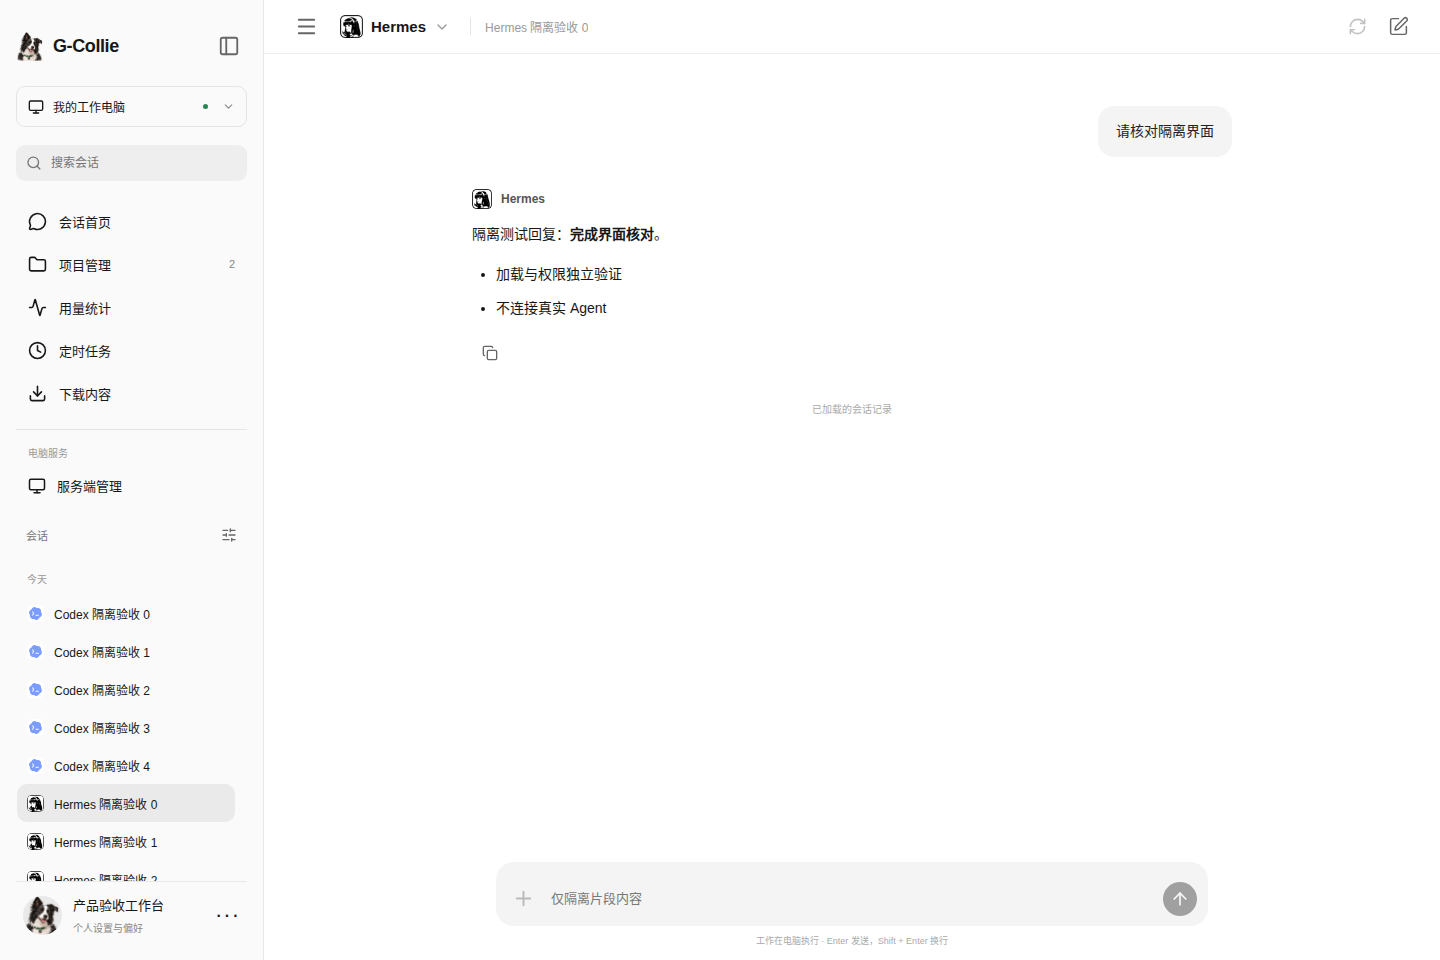 G-Collie
我的工作电脑
搜索会话
会话首页
项目管理 2
用量统计
定时任务
下载内容
电脑服务
服务端管理
会话
今天
Codex 隔离验收 0
Codex 隔离验收 1
Codex 隔离验收 2
Codex 隔离验收 3
Codex 隔离验收 4
Hermes 隔离验收 0
Hermes 隔离验收 1
Hermes 隔离验收 2
产品验收工作台
个人设置与偏好
Hermes
Hermes 隔离验收 0
请核对隔离界面
Hermes
隔离测试回复：完成界面核对。
• 加载与权限独立验证
• 不连接真实 Agent
已加载的会话记录
仅隔离片段内容
工作在电脑执行 · Enter 发送，Shift + Enter 换行